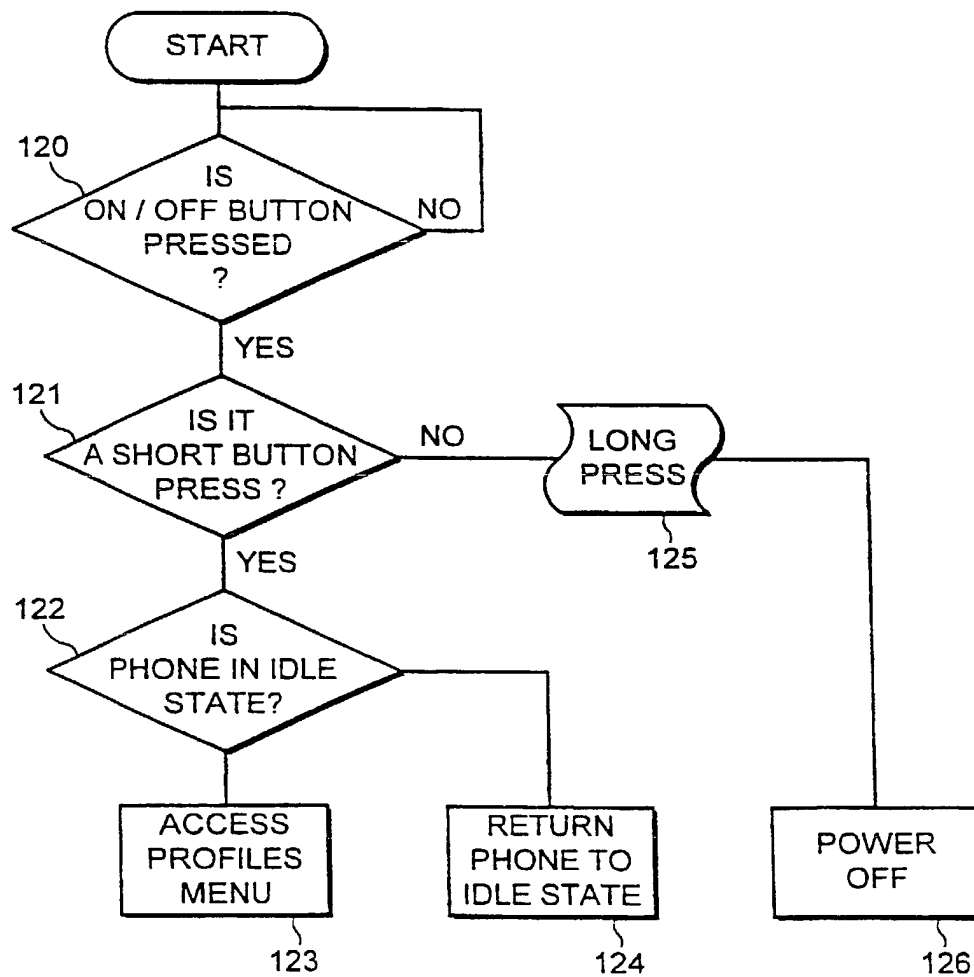 START
120
IS
ON / OFF BUTTON
PRESSED
?
NO
YES
121
IS IT
A SHORT BUTTON
PRESS ?
NO
LONG
PRESS
125
YES
122
IS
PHONE IN IDLE
STATE?
ACCESS
PROFILES
MENU
123
RETURN
PHONE TO
IDLE STATE
124
POWER
OFF
126